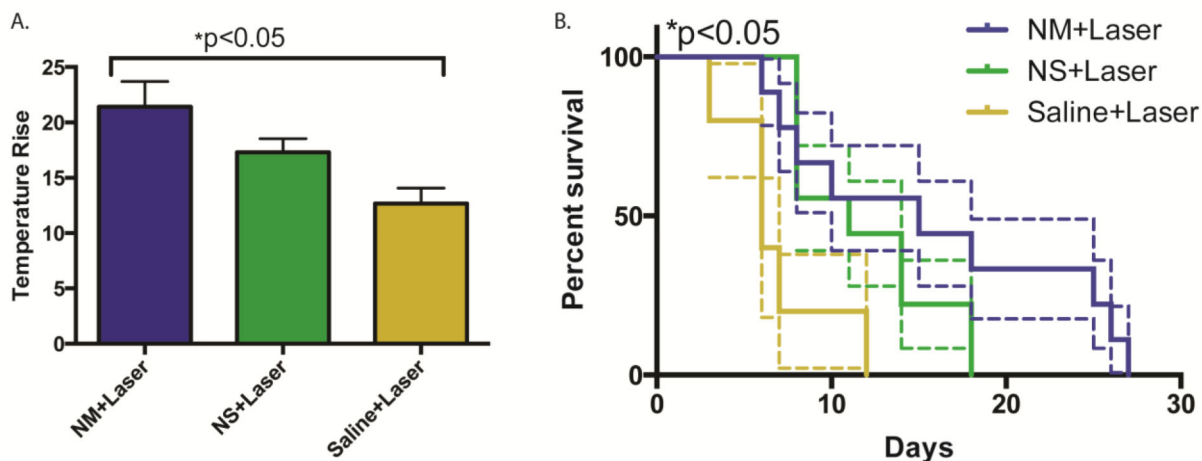 A.
*p<0.05
Temperature Rise
25
20
15
10
5
0
NM+Laser
NS+Laser
Saline+Laser
B.
*p<0.05
NM+Laser
NS+Laser
Saline+Laser
Percent survival
100
50
0
0 10 20 30
Days